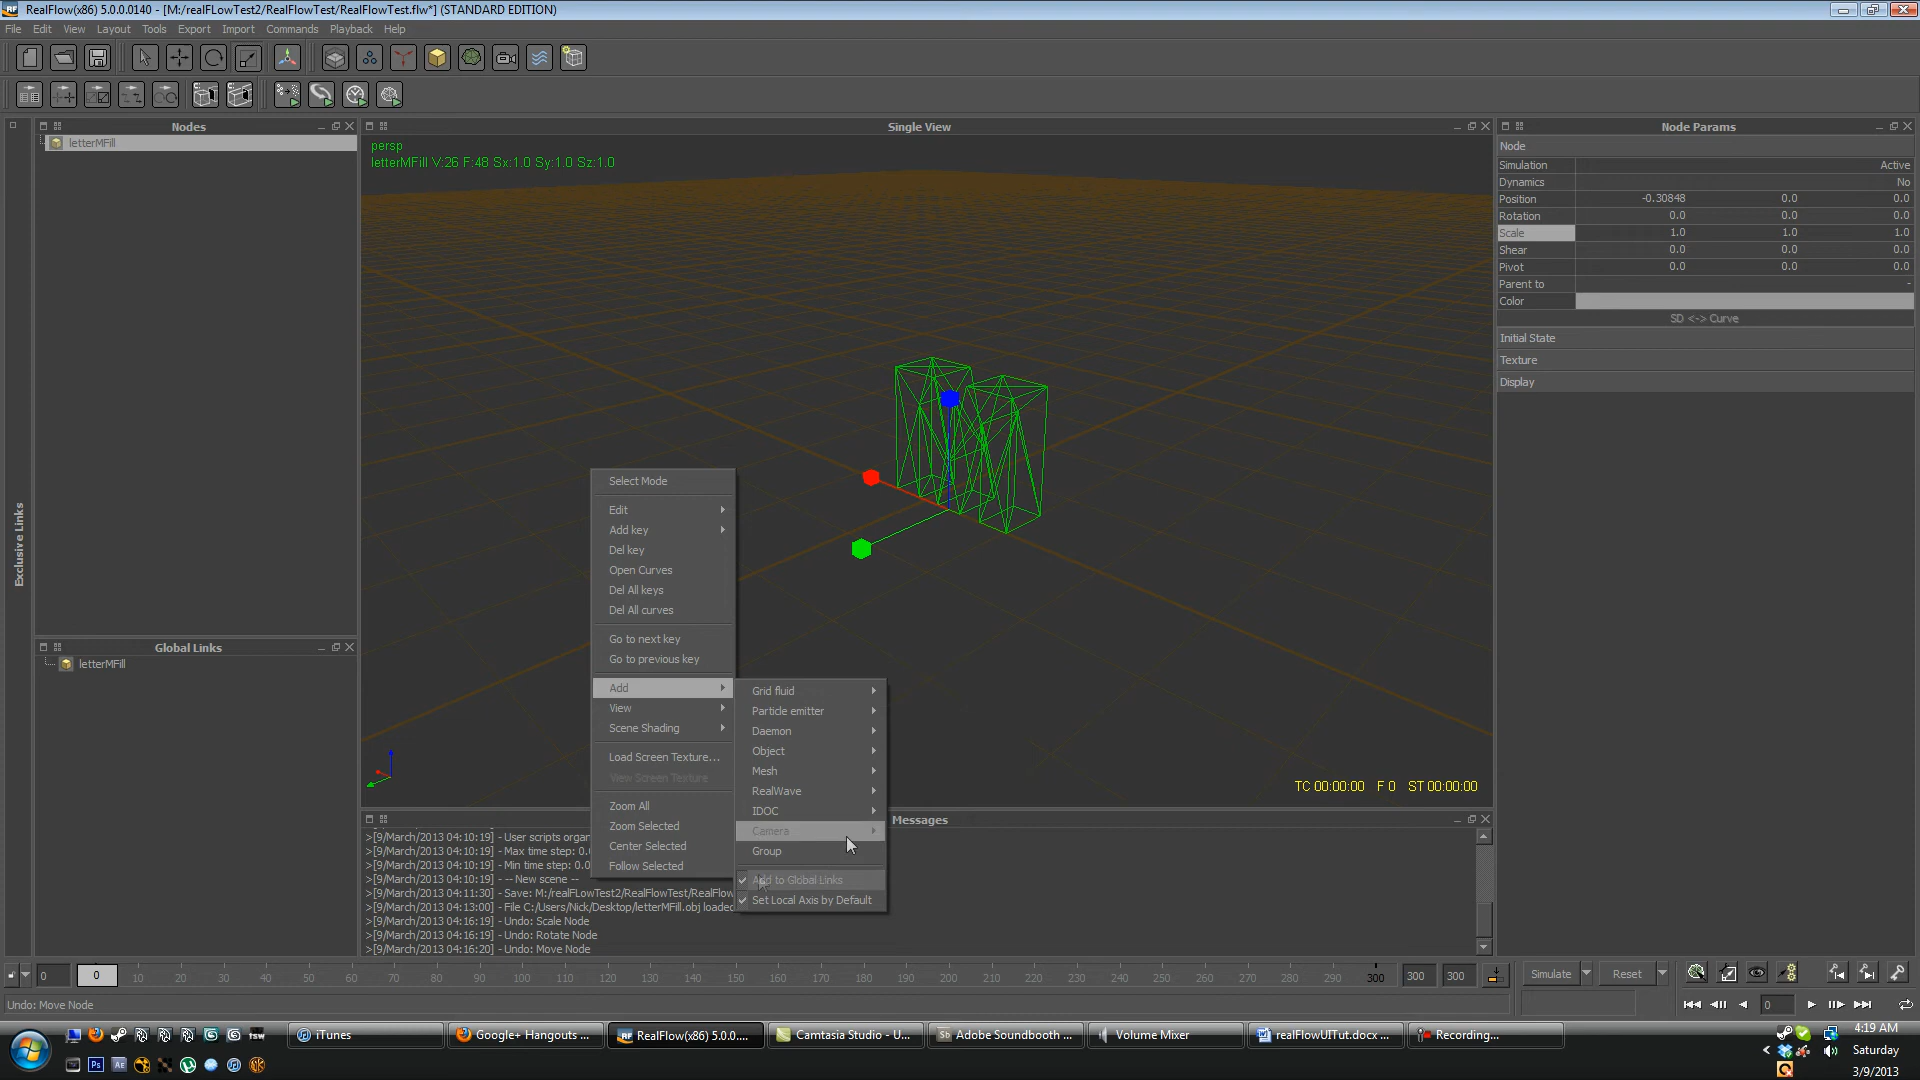 RealFlow(x86) 5.0.0.0140 - [M:/realFLowTest2/RealFlowTest/RealFlowTest.flw*] (STANDARD EDITION)
File Edit View Layout Tools Export Import Commands Playback Help
Nodes
letterMFill
Exclusive Links
Global Links
letterMFill
Single View
persp
letterMFill V:26 F:48 Sx:1.0 Sy:1.0 Sz:1.0
TC 00:00:00 F 0 ST 00:00:00
Select Mode
Edit
Add key
Del key
Open Curves
Del All keys
Del All curves
Go to next key
Go to previous key
Add
View
Scene Shading
Load Screen Texture...
View Screen Texture
Zoom All
Zoom Selected
Center Selected
Follow Selected
Grid fluid
Particle emitter
Daemon
Object
Mesh
RealWave
IDOC
Camera
Group
Add to Global Links
Set Local Axis by Default
Node Params
Node
Simulation Active
Dynamics No
Position -0.30848 0.0 0.0
Rotation 0.0 0.0 0.0
Scale 1.0 1.0 1.0
Shear 0.0 0.0 0.0
Pivot 0.0 0.0 0.0
Parent to -
Color
SD <-> Curve
Initial State
Texture
Display
Messages
>[9/March/2013 04:10:19] - User scripts organ
>[9/March/2013 04:10:19] - Max time step: 0.0
>[9/March/2013 04:10:19] - Min time step: 0.0
>[9/March/2013 04:10:19] - -- New scene --
>[9/March/2013 04:11:30] - Save: M:/realFLowTest2/RealFlowTest/RealFlow
>[9/March/2013 04:13:00] - File C:/Users/Nick/Desktop/letterMFill.obj loaded
>[9/March/2013 04:16:19] - Undo: Scale Node
>[9/March/2013 04:16:19] - Undo: Rotate Node
>[9/March/2013 04:16:20] - Undo: Move Node
0 0 10 20 30 40 50 60 70 80 90 100 110 120 130 140 150 160 170 180 190 200 210 220 230 240 250 260 270 280 290 300 300 300
Simulate Reset
0
Undo: Move Node
iTunes
Google+ Hangouts ...
RealFlow(x86) 5.0.0....
Camtasia Studio - U...
Adobe Soundbooth ...
Volume Mixer
realFlowUITut.docx ...
Recording...
4:19 AM
Saturday
3/9/2013